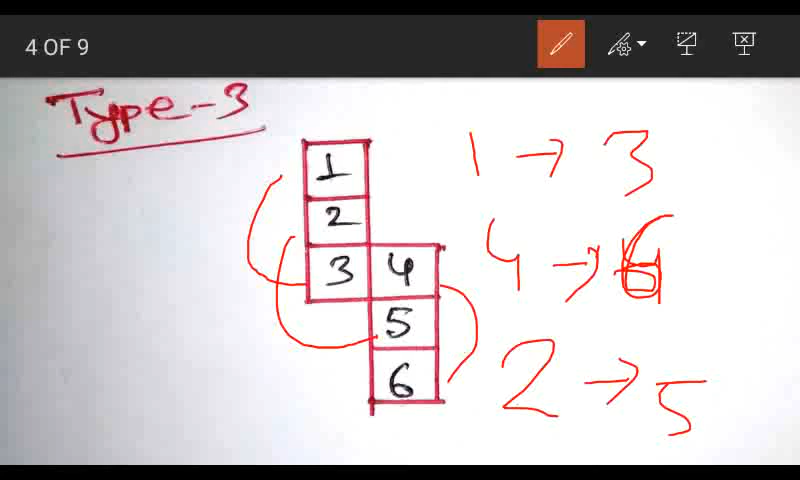 4 OF 9
Type-3
1
2
3 4
5
6
1 → 3
4 → 6
2 → 5